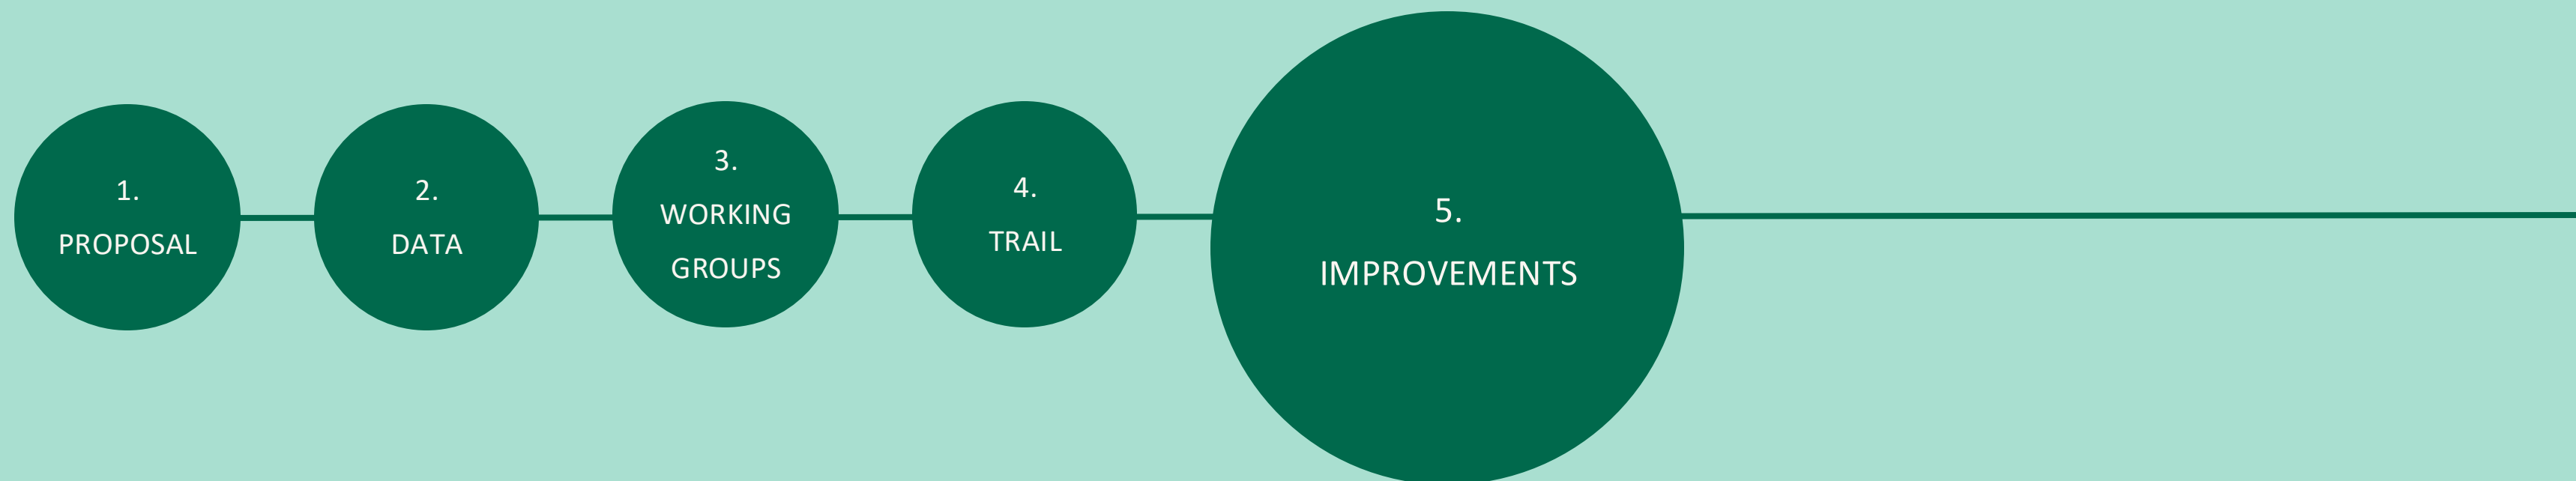 1.
PROPOSAL
2.
DATA
3.
WORKING
GROUPS
4.
TRAIL
5.
IMPROVEMENTS